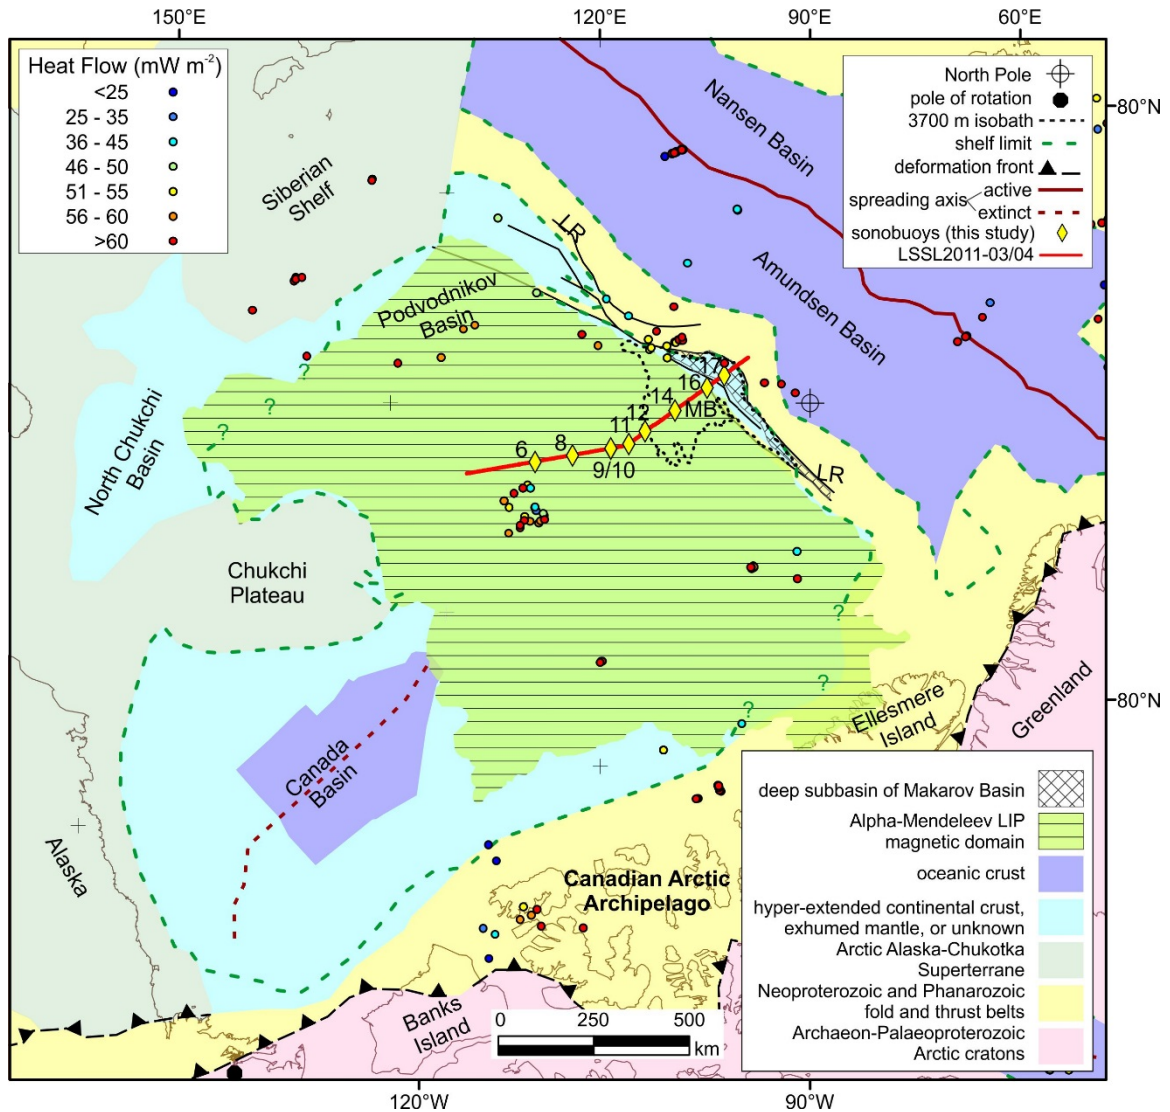 150°E
120°E
90°E
60°E
Heat Flow (mW m-2)
<25
25 - 35
36 - 45
46 - 50
51 - 55
56 - 60
>60
North Pole
pole of rotation
3700 m isobath
shelf limit
deformation front
spreading axis
active
extinct
sonobuoys (this study)
LSSL2011-03/04
80°N
Nansen
Basin
Siberian
Shelf
LR
Amundsen
Basin
Podvodnikov
Basin
North Chukchi
Basin
17
16
14
MB
12
11
9/10
8
6
LR
?
?
?
Chukchi
Plateau
?
?
?
Ellesmere
Island
Greenland
80°N
Canada
Basin
Alaska
Canadian Arctic
Archipelago
Banks
Island
0
250
500
km
deep subbasin of Makarov Basin
Alpha-Mendeleev LIP
magnetic domain
oceanic crust
hyper-extended continental crust,
exhumed mantle, or unknown
Arctic Alaska-Chukotka
Superterrane
Neoproterozoic and Phanarozoic
fold and thrust belts
Archaeon-Palaeoproterozoic
Arctic cratons
120°W
90°W